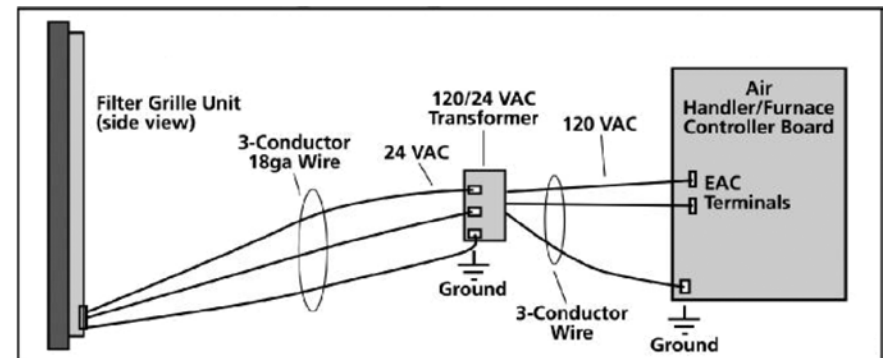 Filter Grille Unit
(side view)
3-Conductor
18ga Wire
24 VAC
120/24 VAC
Transformer
120 VAC
Air
Handler/Furnace
Controller Board
EAC
Terminals
Ground
3-Conductor
Wire
Ground